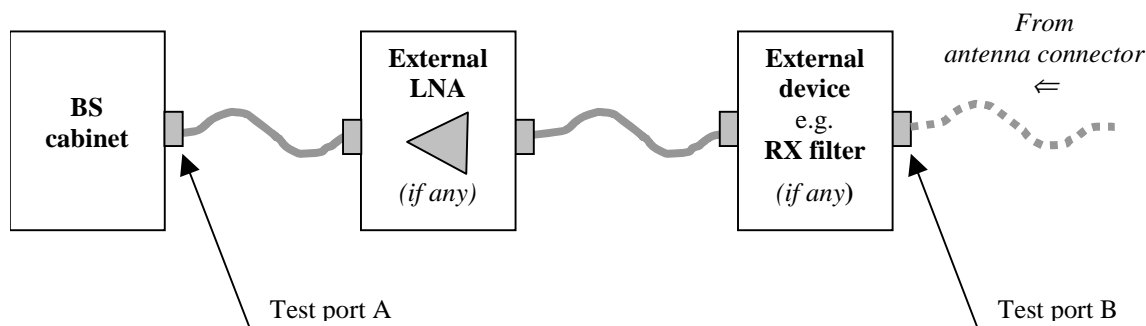 BS
cabinet
External
LNA
(if any)
External
device
e.g.
RX filter
(if any)
From
antenna connector
⇐
Test port A
Test port B